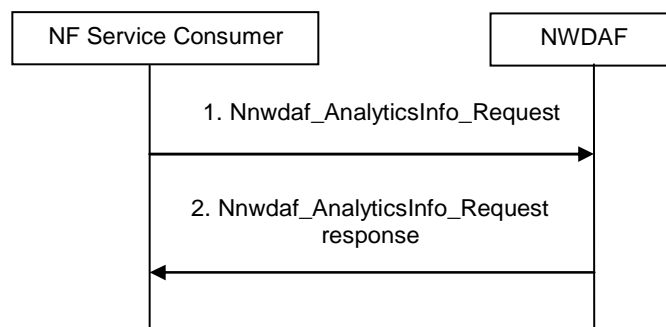 NF Service Consumer
NWDAF
1. Nnwdaf_AnalyticsInfo_Request
2. Nnwdaf_AnalyticsInfo_Request
response